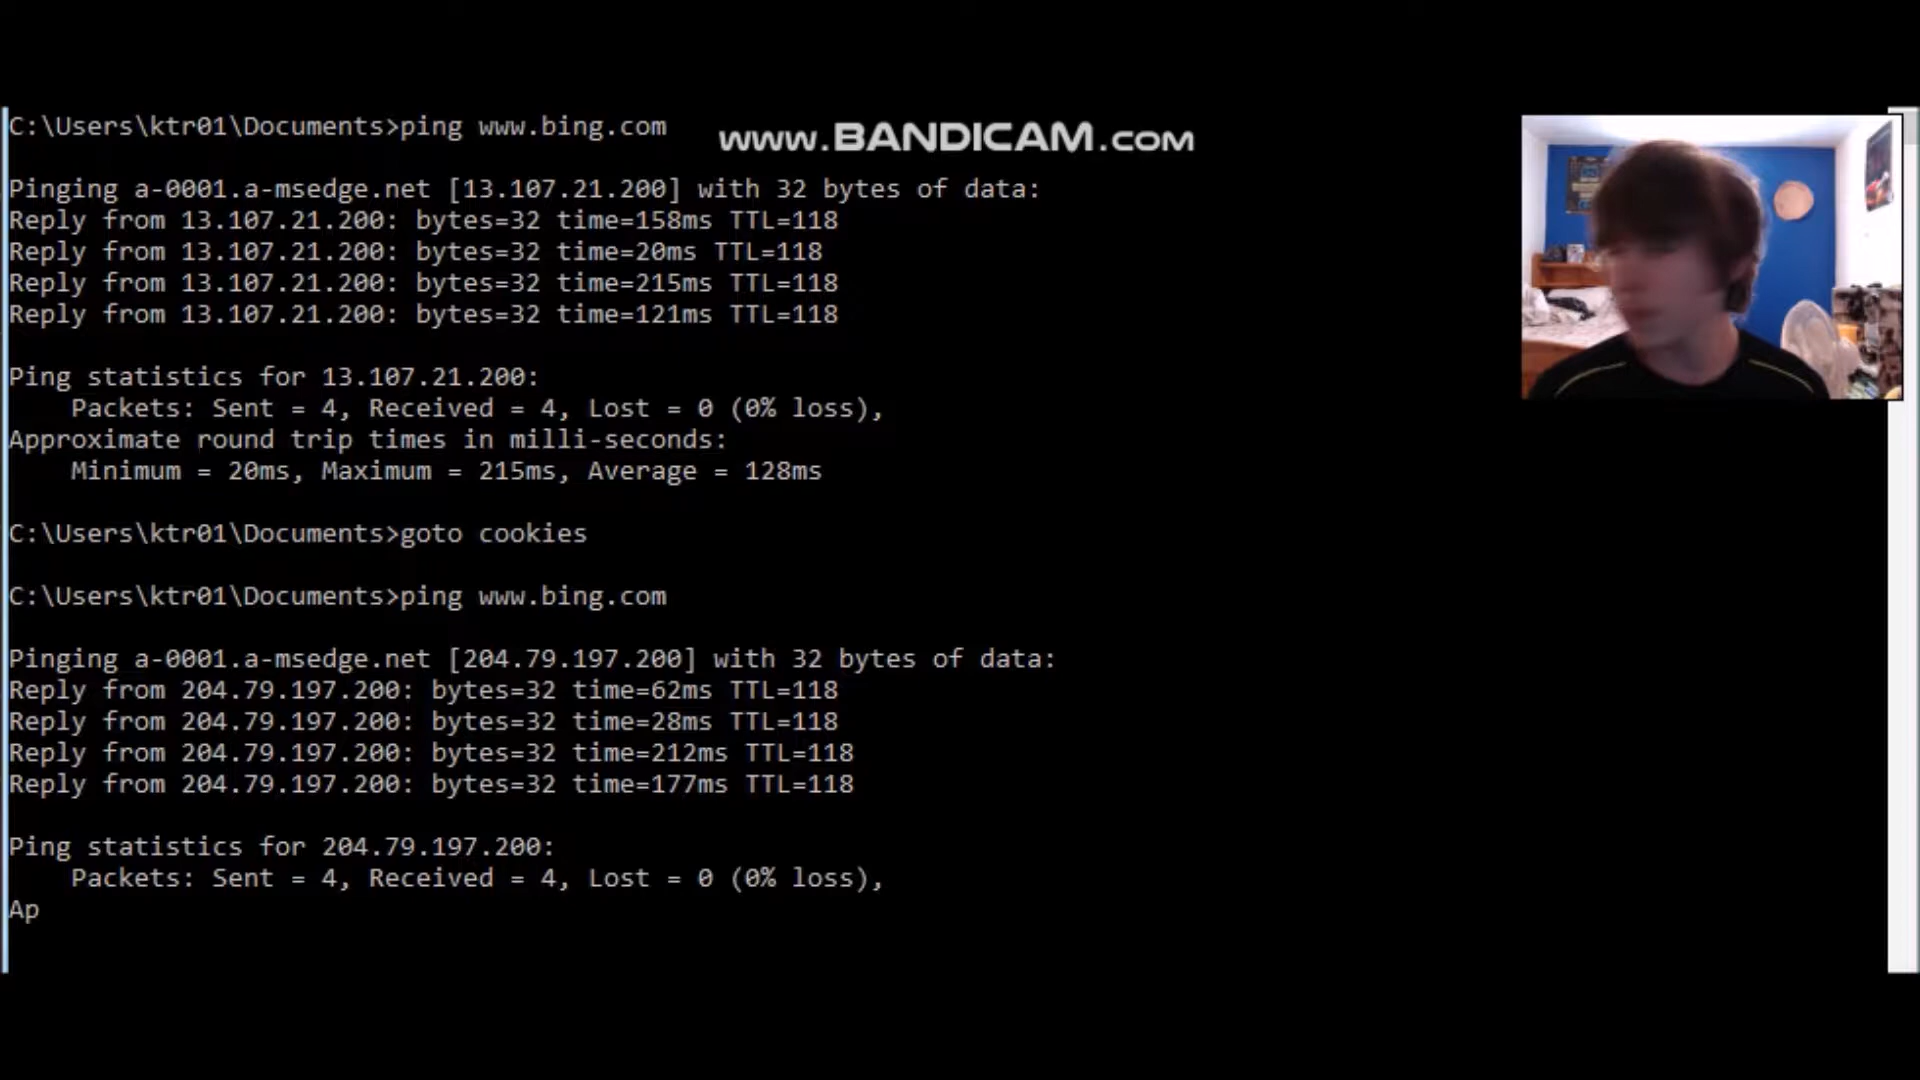 C:\Users\ktr01\Documents>ping www.bing.com
www.BANDICAM.com
Pinging a-0001.a-msedge.net [13.107.21.200] with 32 bytes of data:
Reply from 13.107.21.200: bytes=32 time=158ms TTL=118
Reply from 13.107.21.200: bytes=32 time=20ms TTL=118
Reply from 13.107.21.200: bytes=32 time=215ms TTL=118
Reply from 13.107.21.200: bytes=32 time=121ms TTL=118
Ping statistics for 13.107.21.200:
Packets: Sent = 4, Received = 4, Lost = 0 (0% loss),
Approximate round trip times in milli-seconds:
Minimum = 20ms, Maximum = 215ms, Average = 128ms
C:\Users\ktr01\Documents>goto cookies
C:\Users\ktr01\Documents>ping www.bing.com
Pinging a-0001.a-msedge.net [204.79.197.200] with 32 bytes of data:
Reply from 204.79.197.200: bytes=32 time=62ms TTL=118
Reply from 204.79.197.200: bytes=32 time=28ms TTL=118
Reply from 204.79.197.200: bytes=32 time=212ms TTL=118
Reply from 204.79.197.200: bytes=32 time=177ms TTL=118
Ping statistics for 204.79.197.200:
Packets: Sent = 4, Received = 4, Lost = 0 (0% loss),
Ap